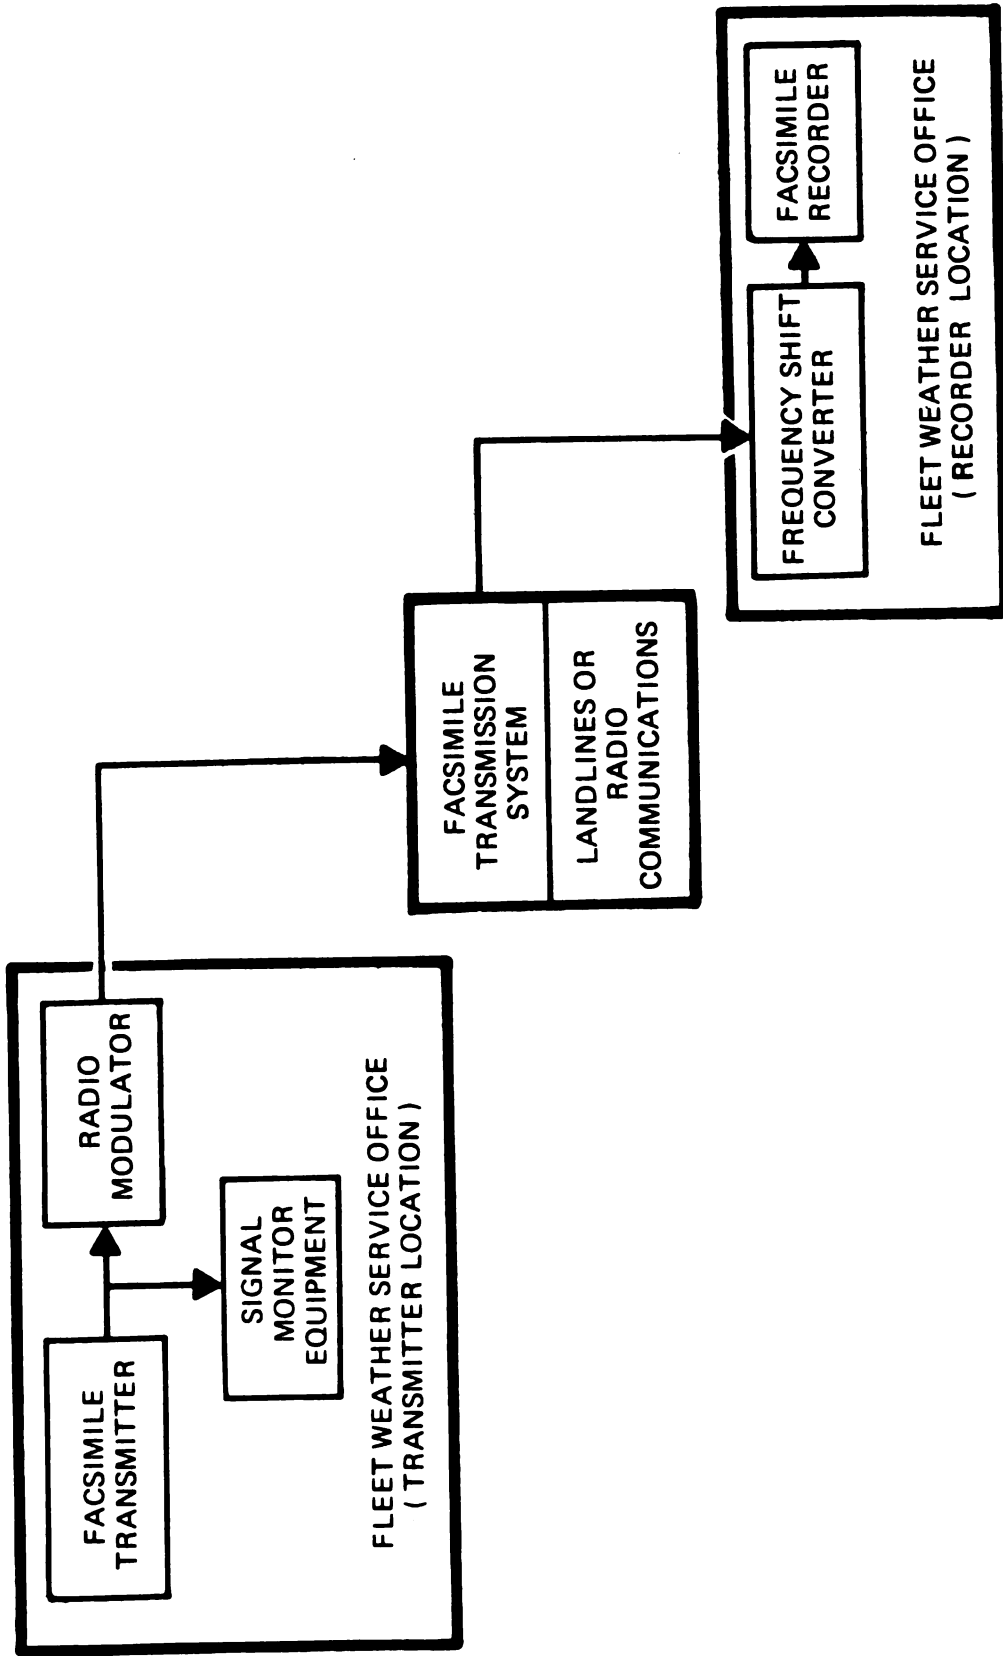 FACSIMILE
TRANSMITTER
RADIO
MODULATOR
SIGNAL
MONITOR
EQUIPMENT
FLEET WEATHER SERVICE OFFICE
( TRANSMITTER LOCATION )
FACSIMILE
TRANSMISSION
SYSTEM
LANDLINES OR
RADIO
COMMUNICATIONS
FREQUENCY SHIFT
CONVERTER
FACSIMILE
RECORDER
FLEET WEATHER SERVICE OFFICE
( RECORDER LOCATION )